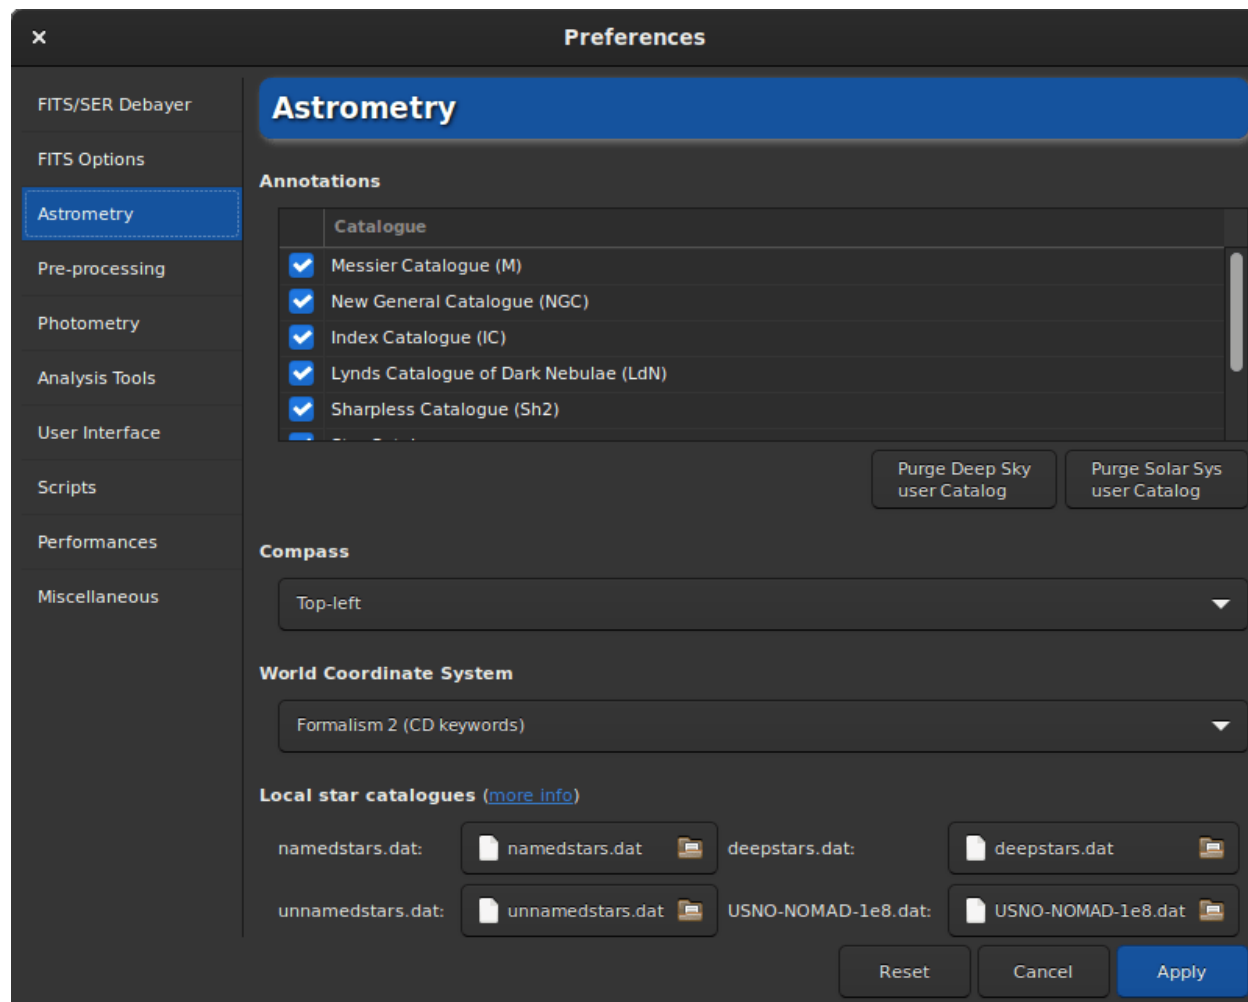 Preferences
FITS/SER Debayer
FITS Options
Astrometry
Pre-processing
Photometry
Analysis Tools
User Interface
Scripts
Performances
Miscellaneous
Astrometry
Annotations
Catalogue
Messier Catalogue (M)
New General Catalogue (NGC)
Index Catalogue (IC)
Lynds Catalogue of Dark Nebulae (LdN)
Sharpless Catalogue (Sh2)
Purge Deep Sky
user Catalog
Purge Solar Sys
user Catalog
Compass
Top-left
World Coordinate System
Formalism 2 (CD keywords)
Local star catalogues (more info)
namedstars.dat: namedstars.dat deepstars.dat: deepstars.dat
unnamedstars.dat: unnamedstars.dat USNO-NOMAD-1e8.dat: USNO-NOMAD-1e8.dat
Reset Cancel Apply